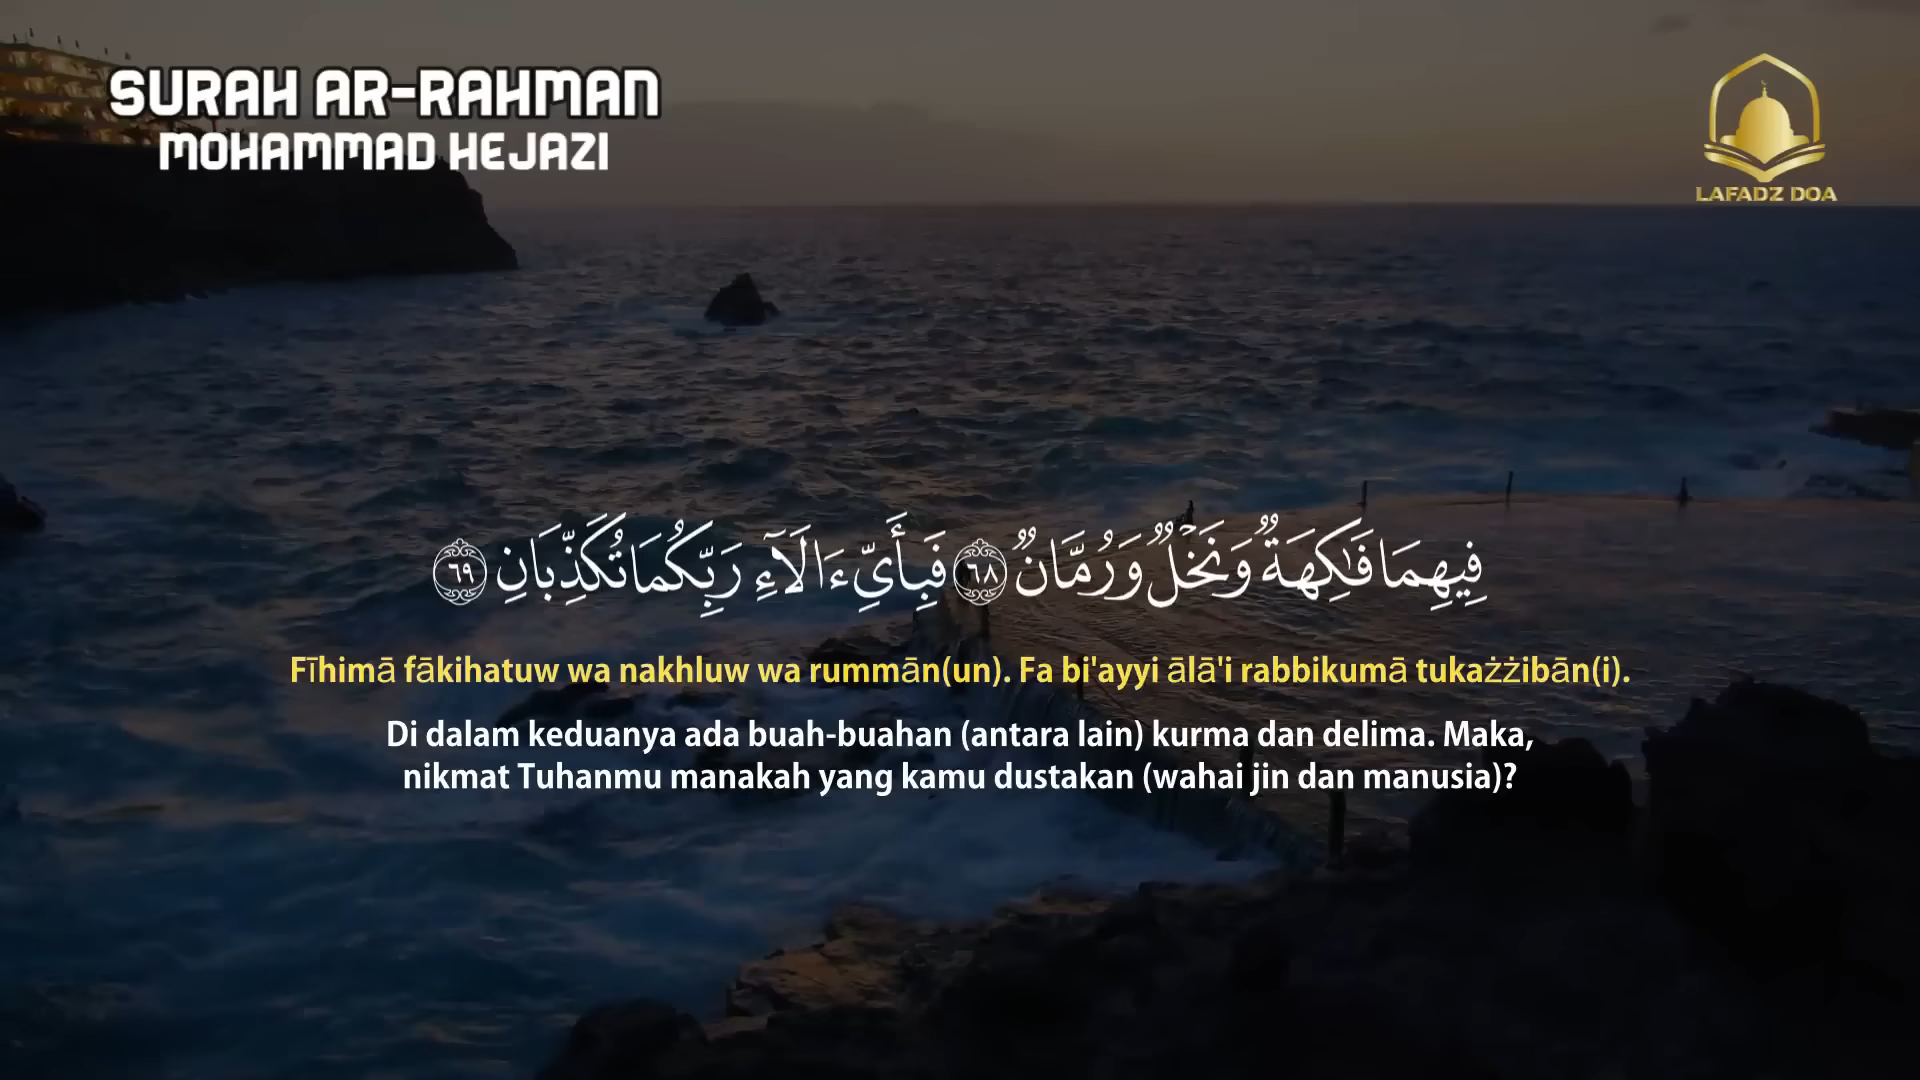 SURAH AR-RAHMAN
MOHAMMAD HEJAZI
LAFADZ DOA
فِيهِمَا فَٰكِهَةٌ وَنَخْلٌ وَرُمَّانٌ ٦٨ فَبِأَىِّ ءَالَآءِ رَبِّكُمَا تُكَذِّبَانِ ٦٩
Fīhimā fākihatuw wa nakhluw wa rummān(un). Fa bi'ayyi ālā'i rabbikumā tukażżibān(i).
Di dalam keduanya ada buah-buahan (antara lain) kurma dan delima. Maka,
nikmat Tuhanmu manakah yang kamu dustakan (wahai jin dan manusia)?